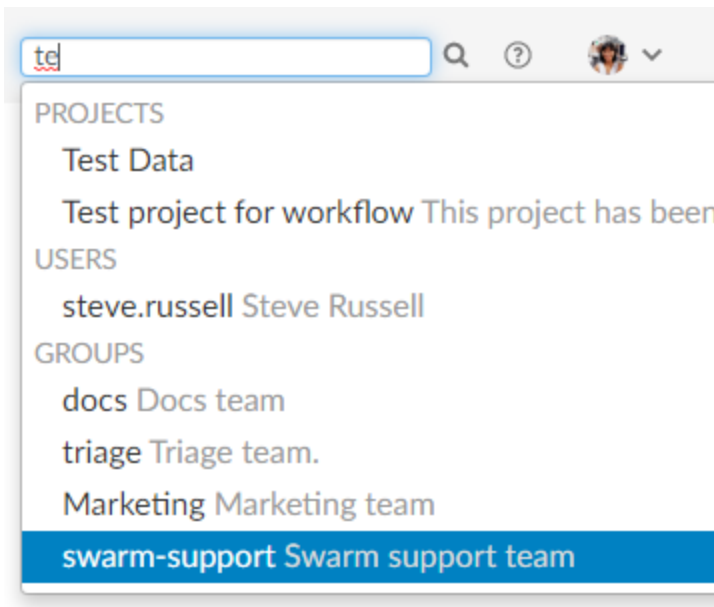 te
PROJECTS
Test Data
Test project for workflow This project has been
USERS
steve.russell Steve Russell
GROUPS
docs Docs team
triage Triage team.
Marketing Marketing team
swarm-support Swarm support team